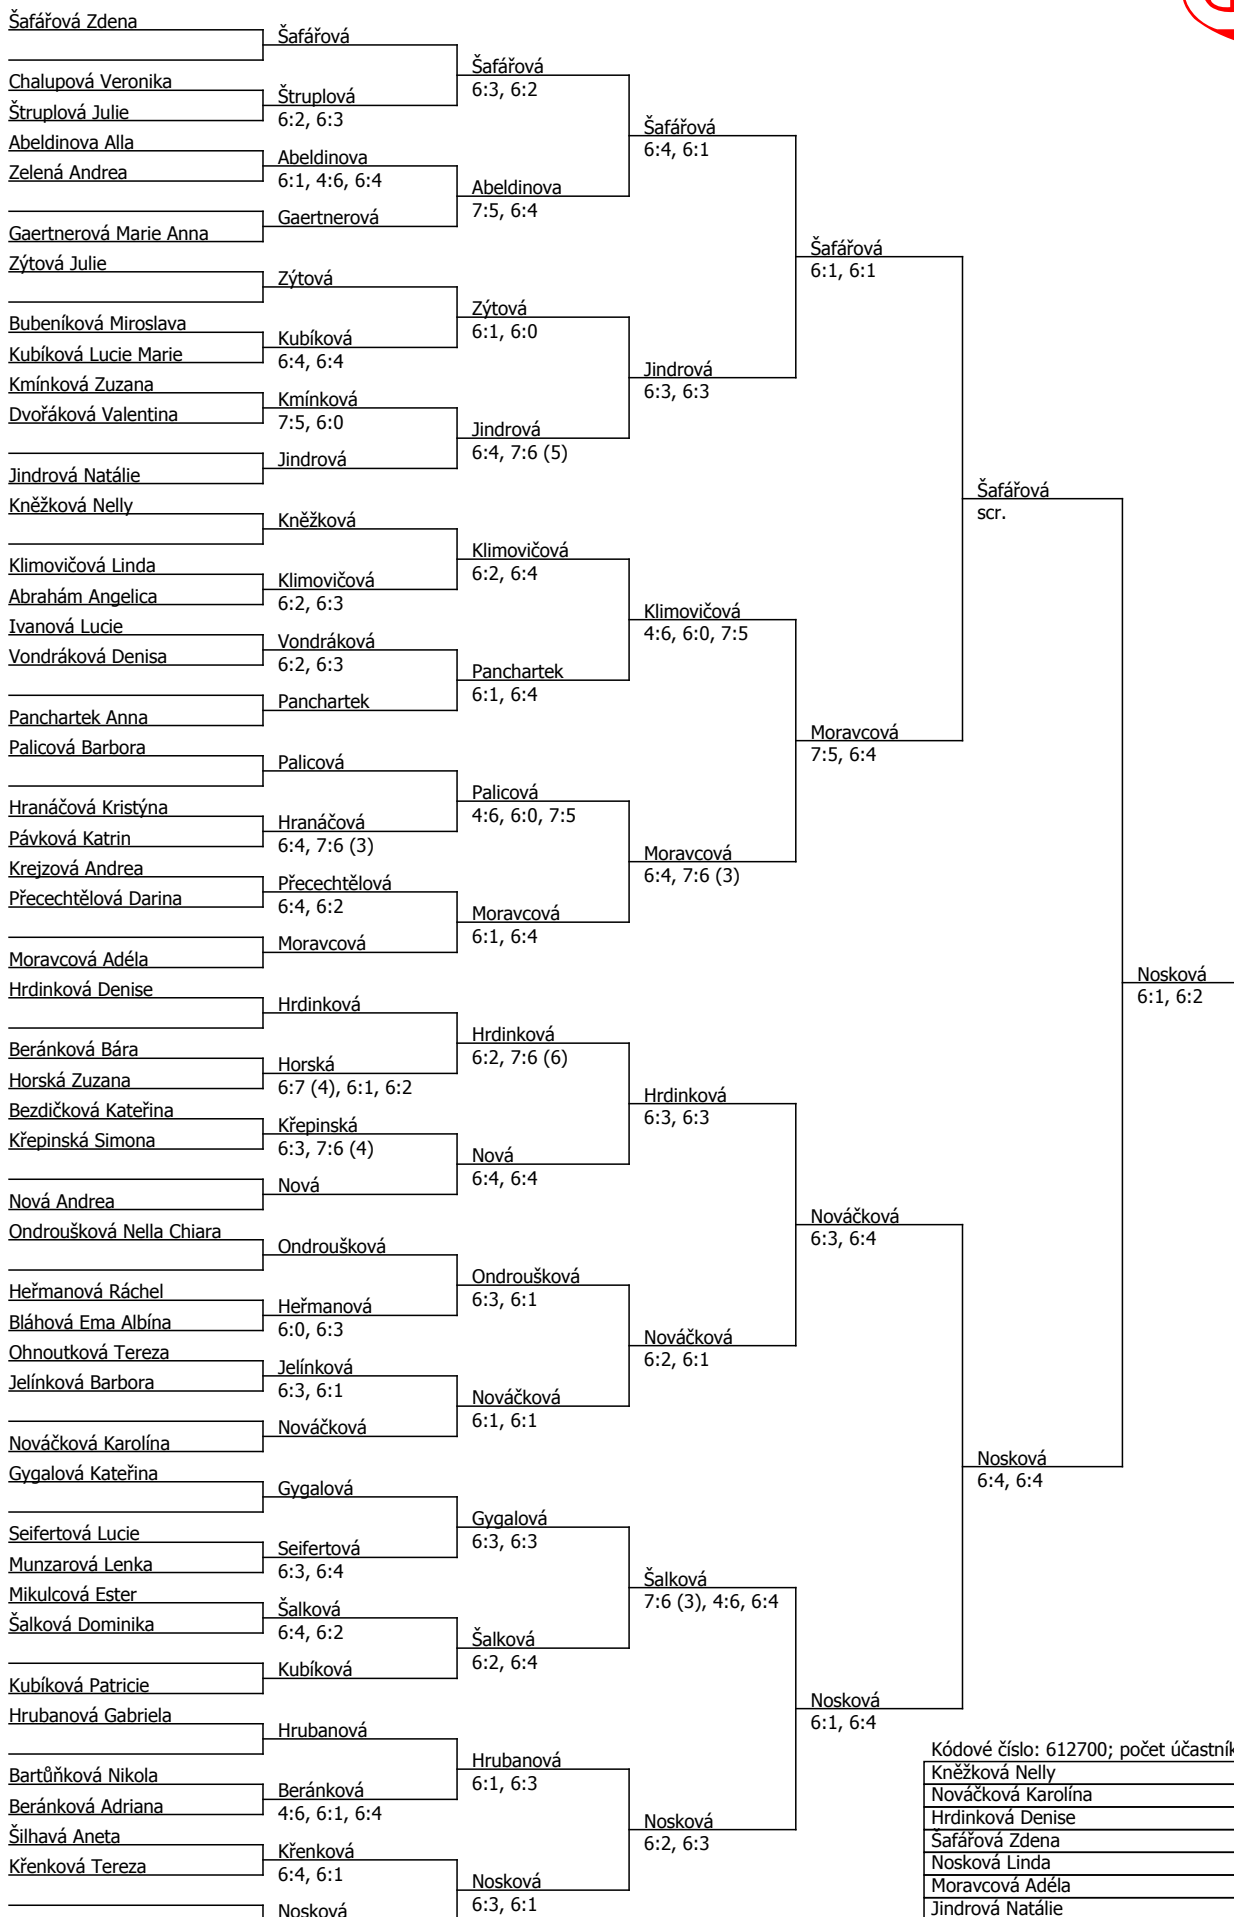 Šafářová Zdena
Šafářová
Šafářová
6:3, 6:2
Chalupová Veronika
Štruplová
6:2, 6:3
Štruplová Julie
Šafářová
6:4, 6:1
Abeldinova Alla
Abeldinova
6:1, 4:6, 6:4
Zelená Andrea
Abeldinova
7:5, 6:4
Gaertnerová
Gaertnerová Marie Anna
Šafářová
6:1, 6:1
Zýtová Julie
Zýtová
Zýtová
6:1, 6:0
Bubeníková Miroslava
Kubíková
6:4, 6:4
Kubíková Lucie Marie
Jindrová
6:3, 6:3
Kmínková Zuzana
Kmínková
7:5, 6:0
Dvořáková Valentina
Jindrová
6:4, 7:6 (5)
Jindrová
Jindrová Natálie
Šafářová
scr.
Kněžková Nelly
Kněžková
Klimovičová
6:2, 6:4
Klimovičová Linda
Klimovičová
6:2, 6:3
Abrahám Angelica
Klimovičová
4:6, 6:0, 7:5
Ivanová Lucie
Vondráková
6:2, 6:3
Vondráková Denisa
Panchartek
6:1, 6:4
Panchartek
Panchartek Anna
Moravcová
7:5, 6:4
Palicová Barbora
Palicová
Palicová
4:6, 6:0, 7:5
Hranáčová Kristýna
Hranáčová
6:4, 7:6 (3)
Pávková Katrin
Moravcová
6:4, 7:6 (3)
Krejzová Andrea
Přecechtělová
6:4, 6:2
Přecechtělová Darina
Moravcová
6:1, 6:4
Moravcová
Moravcová Adéla
Nosková
6:1, 6:2
Hrdinková Denise
Hrdinková
Hrdinková
6:2, 7:6 (6)
Beránková Bára
Horská
6:7 (4), 6:1, 6:2
Horská Zuzana
Hrdinková
6:3, 6:3
Bezdičková Kateřina
Křepinská
6:3, 7:6 (4)
Křepinská Simona
Nová
6:4, 6:4
Nová
Nová Andrea
Nováčková
6:3, 6:4
Ondroušková Nella Chiara
Ondroušková
Ondroušková
6:3, 6:1
Heřmanová Ráchel
Heřmanová
6:0, 6:3
Bláhová Ema Albína
Nováčková
6:2, 6:1
Ohnoutková Tereza
Jelínková
6:3, 6:1
Jelínková Barbora
Nováčková
6:1, 6:1
Nováčková
Nováčková Karolína
Nosková
6:4, 6:4
Gygalová Kateřina
Gygalová
Gygalová
6:3, 6:3
Seifertová Lucie
Seifertová
6:3, 6:4
Munzarová Lenka
Šalková
7:6 (3), 4:6, 6:4
Mikulcová Ester
Šalková
6:4, 6:2
Šalková Dominika
Šalková
6:2, 6:4
Kubíková
Kubíková Patricie
Nosková
6:1, 6:4
Hrubanová Gabriela
Hrubanová
Hrubanová
6:1, 6:3
Bartůňková Nikola
Beránková
4:6, 6:1, 6:4
Beránková Adriana
Nosková
6:2, 6:3
Šilhavá Aneta
Křenková
6:4, 6:1
Křenková Tereza
Nosková
6:3, 6:1
Nosková
Kódové číslo: 612700; počet účastník
Kněžková Nelly
Nováčková Karolína
Hrdinková Denise
Šafářová Zdena
Nosková Linda
Moravcová Adéla
Jindrová Natálie